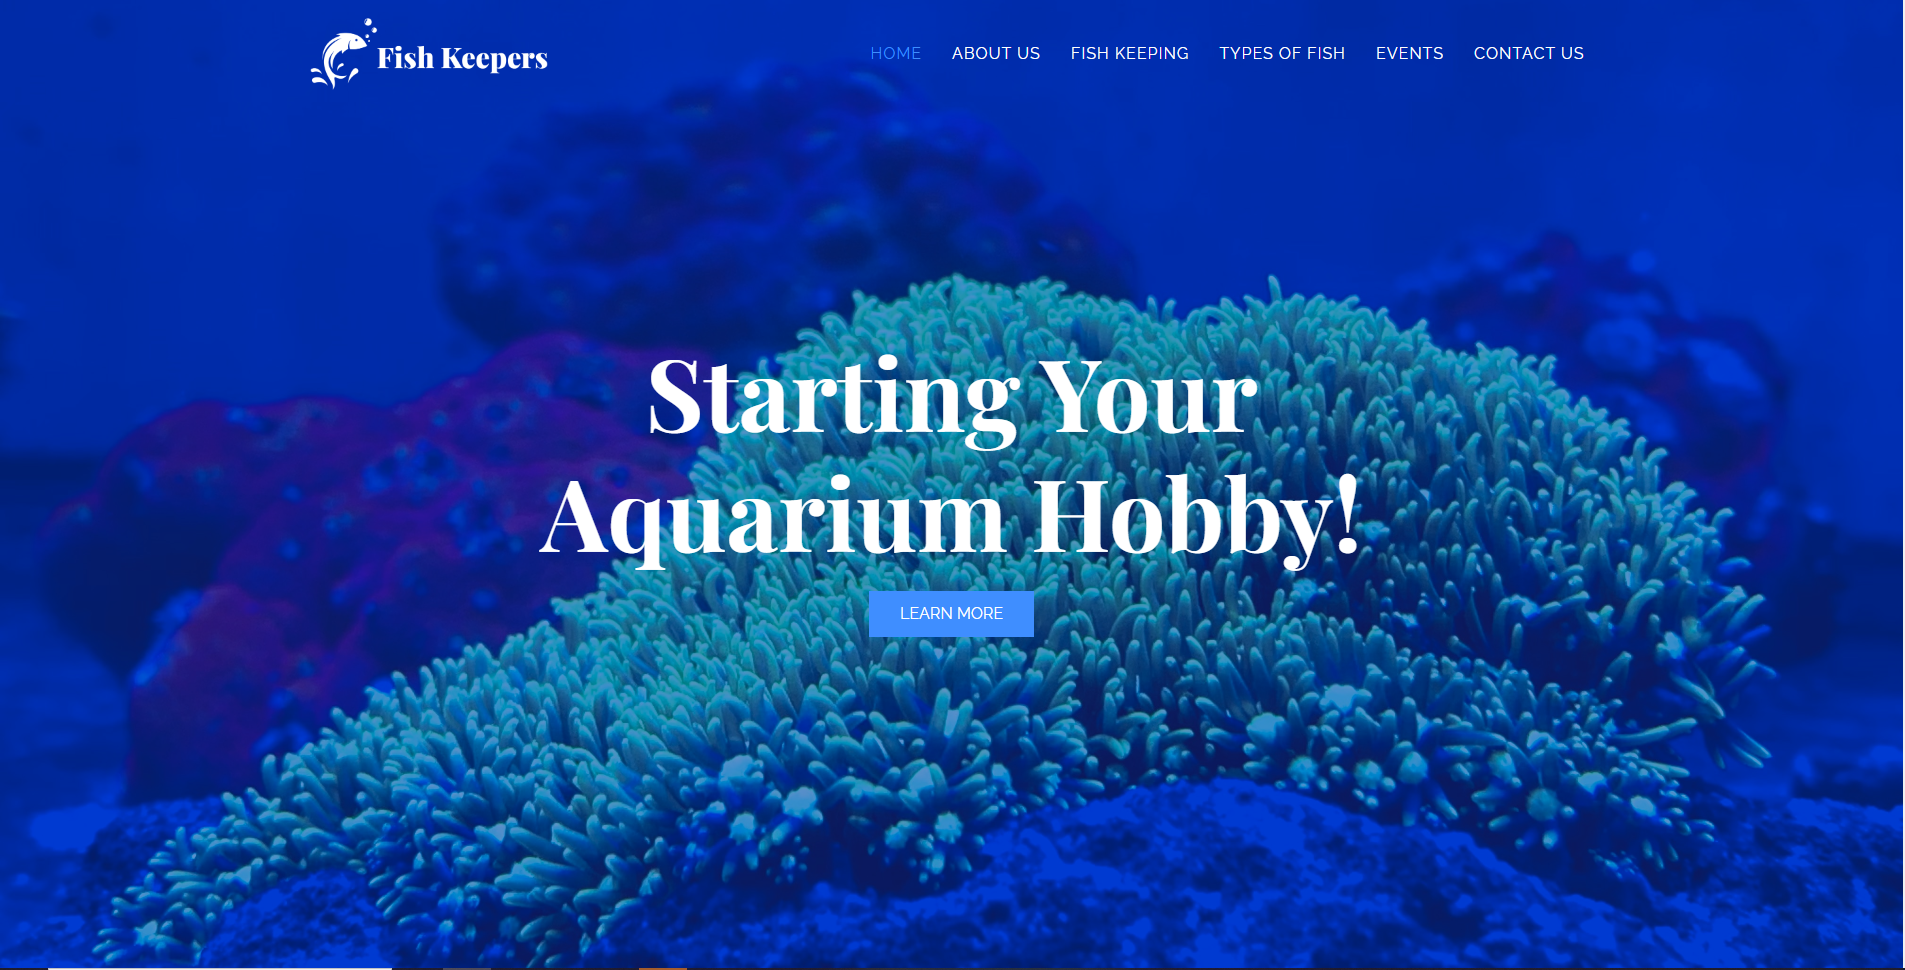 Fish Keepers
HOME ABOUT US FISH KEEPING TYPES OF FISH EVENTS CONTACT US
Starting Your
Aquarium Hobby!
LEARN MORE